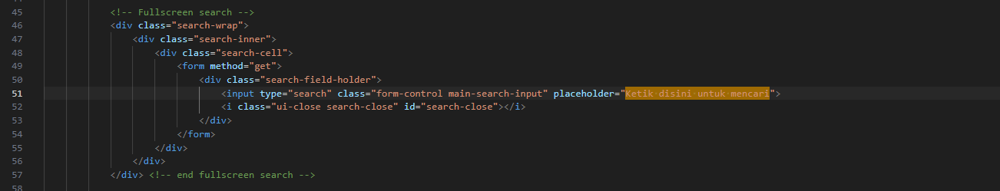 45 <!-- Fullscreen search -->
46 <div class="search-wrap">
47 <div class="search-inner">
48 <div class="search-cell">
49 <form method="get">
50 <div class="search-field-holder">
51 <input type="search" class="form-control main-search-input" placeholder="Ketik disini untuk mencari">
52 <i class="ui-close search-close" id="search-close"></i>
53 </div>
54 </form>
55 </div>
56 </div>
57 </div> <!-- end fullscreen search -->
58